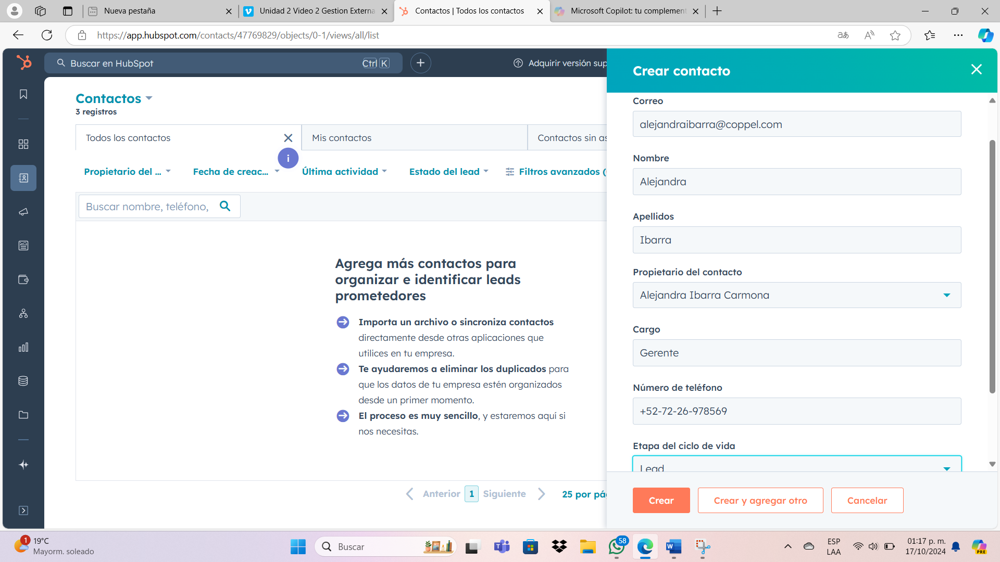 Nueva pestaña
Unidad 2 Video 2 Gestion Externa
Contactos | Todos los contactos
Microsoft Copilot: tu complement
https://app.hubspot.com/contacts/47769829/objects/0-1/views/all/list
Buscar en HubSpot
Ctrl K
Adquirir versión sup
Crear contacto
Contactos
3 registros
Todos los contactos
Mis contactos
Contactos sin as
Propietario del ...
Fecha de creac...
Última actividad
Estado del lead
Filtros avanzados (
Buscar nombre, teléfono,
Agrega más contactos para
organizar e identificar leads
prometedores
Importa un archivo o sincroniza contactos
directamente desde otras aplicaciones que
utilices en tu empresa.
Te ayudaremos a eliminar los duplicados para
que los datos de tu empresa estén organizados
desde un primer momento.
El proceso es muy sencillo, y estaremos aquí si
nos necesitas.
Anterior 1 Siguiente
25 por pág
Correo
alejandraibarra@coppel.com
Nombre
Alejandra
Apellidos
Ibarra
Propietario del contacto
Alejandra Ibarra Carmona
Cargo
Gerente
Número de teléfono
+52-72-26-978569
Etapa del ciclo de vida
Lead
Crear
Crear y agregar otro
Cancelar
1
19°C
Mayorm. soleado
Buscar
58
ESP
LAA
01:17 p. m.
17/10/2024
PRE